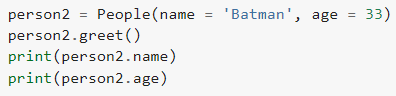 person2 = People(name = 'Batman', age = 33)
person2.greet()
print(person2.name)
print(person2.age)